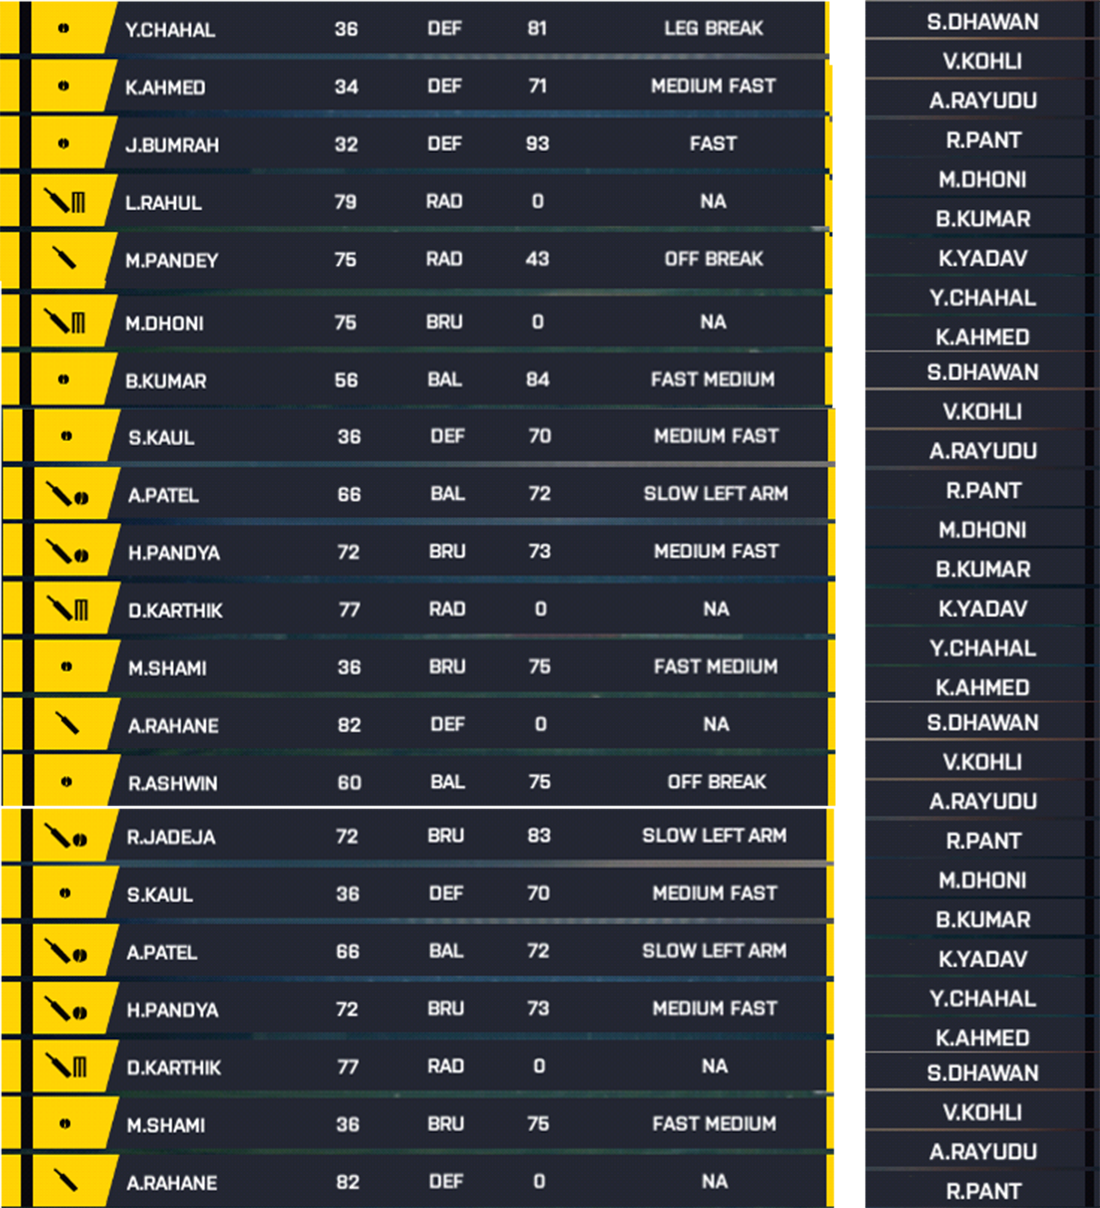 Y.CHAHAL 36 DEF 81 LEG BREAK
K.AHMED 34 DEF 71 MEDIUM FAST
J.BUMRAH 32 DEF 93 FAST
L.RAHUL 79 RAD 0 NA
M.PANDEY 75 RAD 43 OFF BREAK
M.DHONI 75 BRU 0 NA
B.KUMAR 56 BAL 84 FAST MEDIUM
S.KAUL 36 DEF 70 MEDIUM FAST
A.PATEL 66 BAL 72 SLOW LEFT ARM
H.PANDYA 72 BRU 73 MEDIUM FAST
D.KARTHIK 77 RAD 0 NA
M.SHAMI 36 BRU 75 FAST MEDIUM
A.RAHANE 82 DEF 0 NA
R.ASHWIN 60 BAL 75 OFF BREAK
R.JADEJA 72 BRU 83 SLOW LEFT ARM
S.KAUL 36 DEF 70 MEDIUM FAST
A.PATEL 66 BAL 72 SLOW LEFT ARM
H.PANDYA 72 BRU 73 MEDIUM FAST
D.KARTHIK 77 RAD 0 NA
M.SHAMI 36 BRU 75 FAST MEDIUM
A.RAHANE 82 DEF 0 NA
S.DHAWAN
V.KOHLI
A.RAYUDU
R.PANT
M.DHONI
B.KUMAR
K.YADAV
Y.CHAHAL
K.AHMED
S.DHAWAN
V.KOHLI
A.RAYUDU
R.PANT
M.DHONI
B.KUMAR
K.YADAV
Y.CHAHAL
K.AHMED
S.DHAWAN
V.KOHLI
A.RAYUDU
R.PANT
M.DHONI
B.KUMAR
K.YADAV
Y.CHAHAL
K.AHMED
S.DHAWAN
V.KOHLI
A.RAYUDU
R.PANT